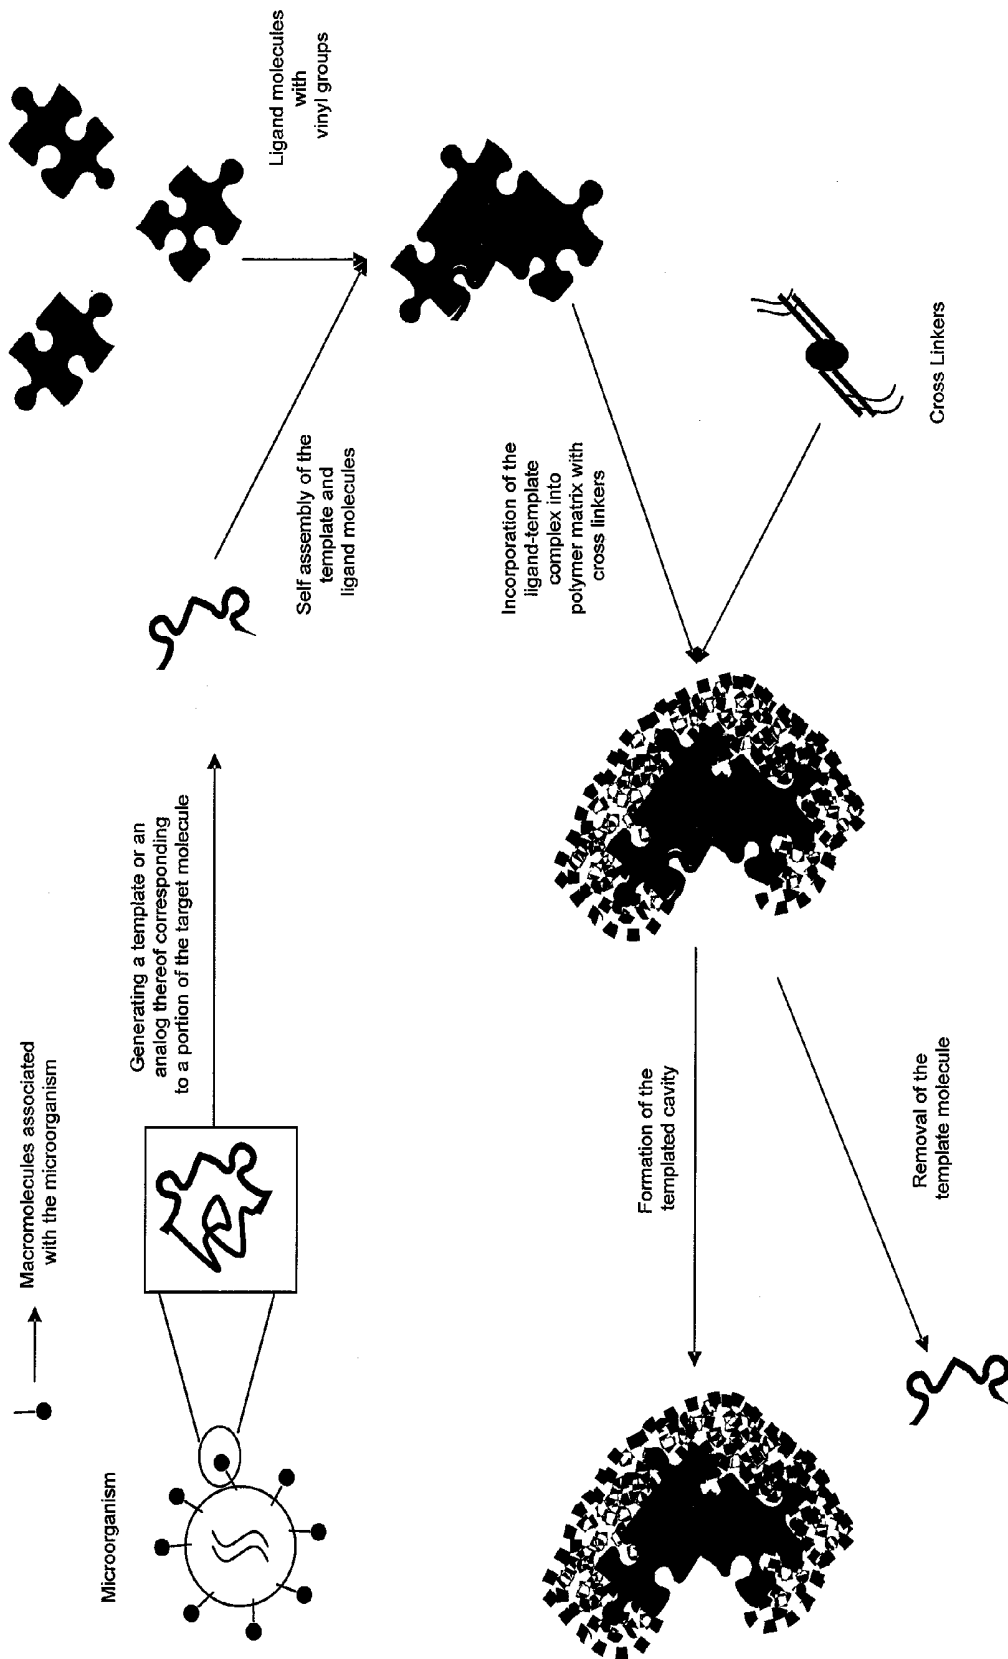 Macromolecules associated
with the microorganism
Microorganism
Generating a template or an
analog thereof corresponding
to a portion of the target molecule
Self assembly of the
template and
ligand molecules
Ligand molecules
with
vinyl groups
Incorporation of the
ligand-template
complex into
polymer matrix with
cross linkers
Cross Linkers
Formation of the
templated cavity
Removal of the
template molecule